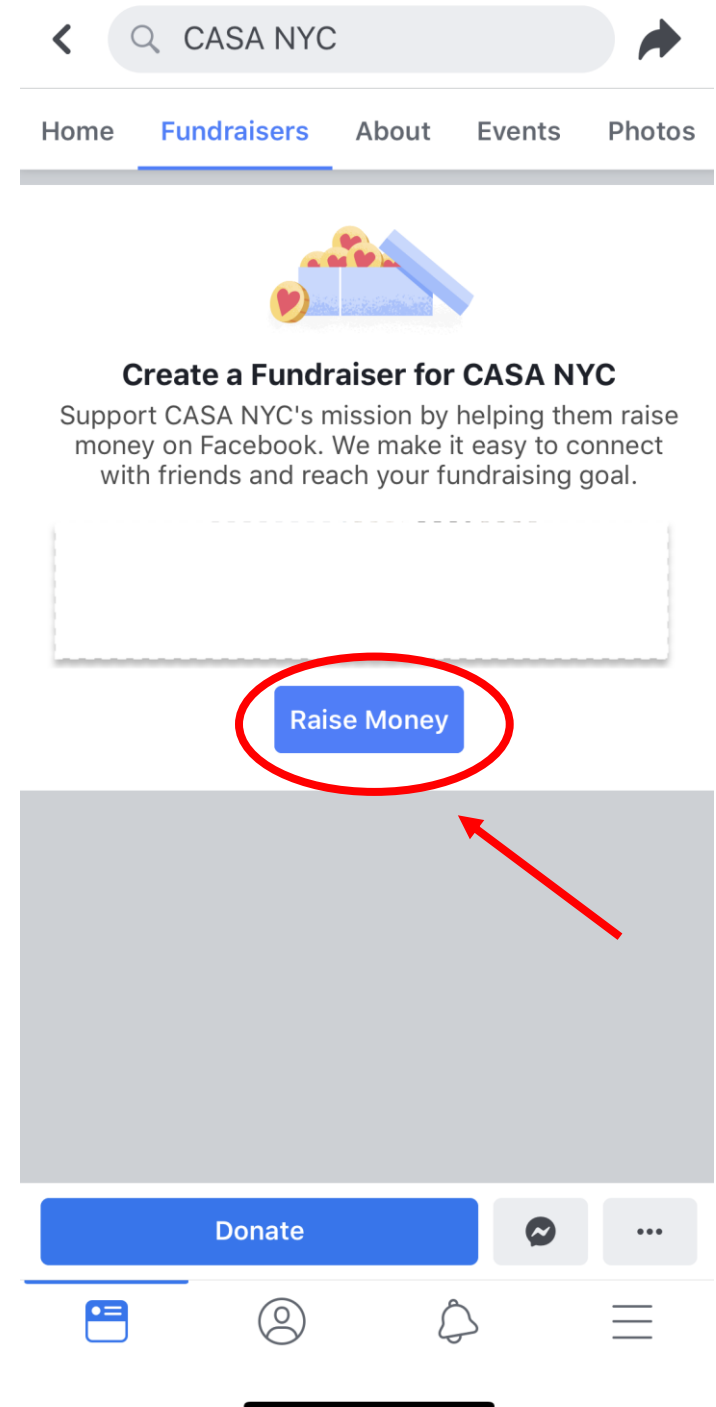 CASA NYC
Home Fundraisers About Events Photos
Create a Fundraiser for CASA NYC
Support CASA NYC's mission by helping them raise
money on Facebook. We make it easy to connect
with friends and reach your fundraising goal.
Raise Money
Donate